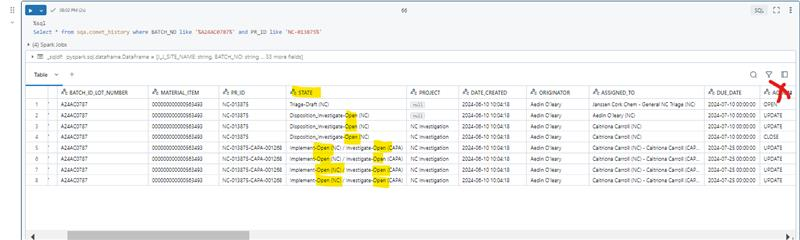 08:02 PM (2s)
66
SQL
%sql
Select * from sqa.comet_history where BATCH_NO like '%A24AC0787%' and PR_ID like 'NC-013875%'
(4) Spark Jobs
_sqldf: pyspark.sql.dataframe.DataFrame = [I_I_SITE_NAME: string, BATCH_NO: string ... 33 more fields]
Table
BATCH_ID_LOT_NUMBER MATERIAL_ITEM PR_ID STATE PROJECT DATE_CREATED ORIGINATOR ASSIGNED_TO DUE_DATE
1 A24AC0787 000000000000563493 NC-013875 Triage-Draft (NC) null 2024-06-10 10:04:18 Aedin O'leary Janssen Cork Chem - General NC Triage (NC) 2024-07-10 00:00:00 OPEN
2 A24AC0787 000000000000563493 NC-013875 Disposition_Investigate-Open (NC) null 2024-06-10 10:04:18 Aedin O'leary Aedin O'leary (NC) 2024-07-10 00:00:00 UPDATE
3 A24AC0787 000000000000563493 NC-013875 Disposition_Investigate-Open (NC) NC Investigation 2024-06-10 10:04:18 Aedin O'leary Caitriona Carroll (NC) 2024-07-10 00:00:00 UPDATE
4 A24AC0787 000000000000563493 NC-013875 Disposition_Investigate-Open (NC) NC Investigation 2024-06-10 10:04:18 Aedin O'leary Caitriona Carroll (NC) 2024-07-10 00:00:00 CLOSE
5 A24AC0787 000000000000563493 NC-013875-CAPA-001268 Implement-Open (NC) / Investigate-Open (CAPA) NC Investigation 2024-06-10 10:04:18 Aedin O'leary Caitriona Carroll (NC) - Caitriona Carroll (CAP... 2024-07-25 00:00:00 UPDATE
6 A24AC0787 000000000000563493 NC-013875-CAPA-001268 Implement-Open (NC) / Investigate-Open (CAPA) NC Investigation 2024-06-10 10:04:18 Aedin O'leary Caitriona Carroll (NC) - Caitriona Carroll (CAP... 2024-07-25 00:00:00 UPDATE
7 A24AC0787 000000000000563493 NC-013875-CAPA-001268 Implement-Open (NC) / Investigate-Open (CAPA) NC Investigation 2024-06-10 10:04:18 Aedin O'leary Caitriona Carroll (NC) - Caitriona Carroll (CAP... 2024-07-25 00:00:00 UPDATE
8 A24AC0787 000000000000563493 NC-013875-CAPA-001268 Implement-Open (NC) / Investigate-Open (CAPA) NC Investigation 2024-06-10 10:04:18 Aedin O'leary Caitriona Carroll (NC) - Caitriona Carroll (CAP... 2024-07-25 00:00:00 UPDATE